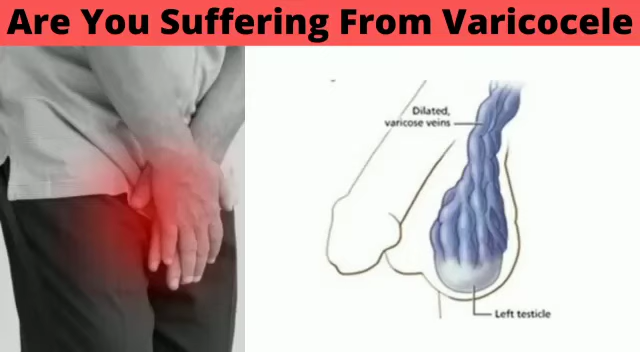 Are You Suffering From Varicocele
Dilated,
varicose veins
Left testicle